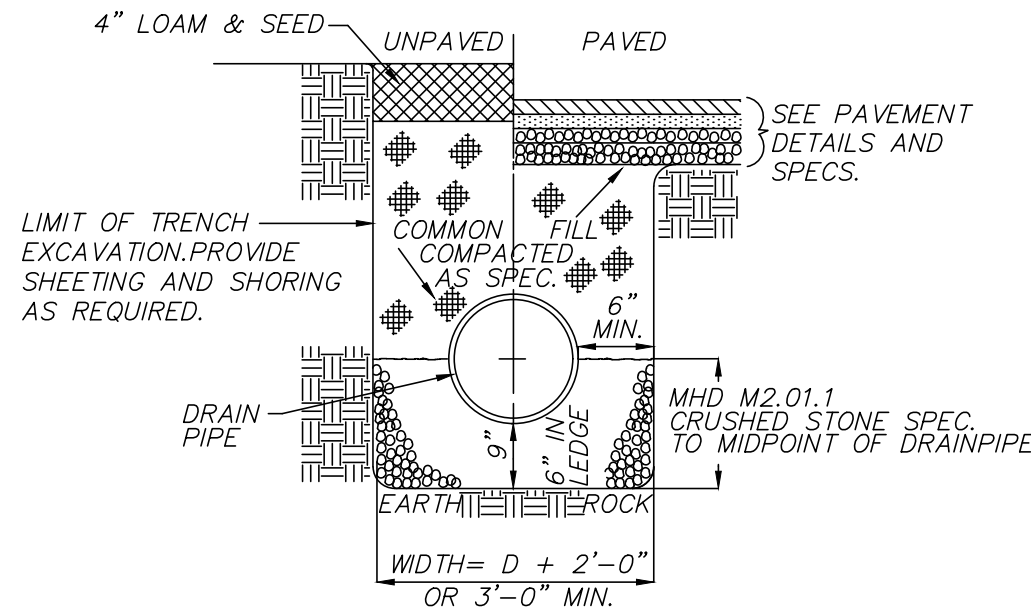 4” LOAM & SEED
UNPAVED
PAVED
SEE PAVEMENT
DETAILS AND
SPECS.
LIMIT OF TRENCH
EXCAVATION.PROVIDE
SHEETING AND SHORING
AS REQUIRED.
COMMON FILL
COMPACTED
AS SPEC.
6”
MIN.
DRAIN
PIPE
9”
6” IN
LEDGE
MHD M2.01.1
CRUSHED STONE SPEC.
TO MIDPOINT OF DRAINPIPE
EARTH
ROCK
WIDTH= D + 2’-0”
OR 3’-0” MIN.